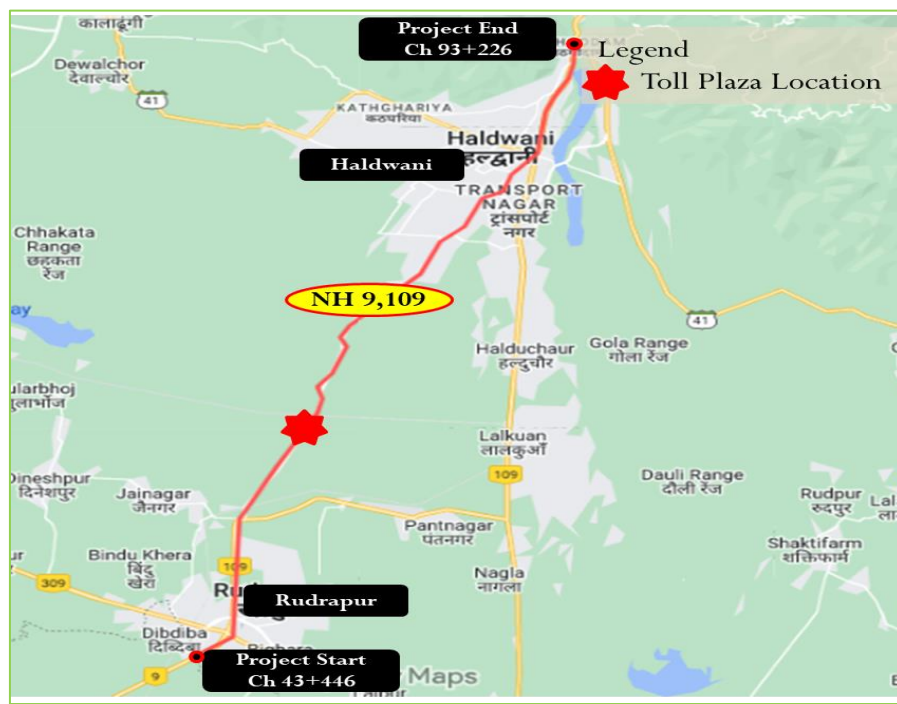 कालाढूंगी
Project End
Ch 93+226
Legend
Toll Plaza Location
Dewalchor
देवालचोर
41
KATHGHARIYA
कठघरिया
Haldwani
हल्द्वानी
Haldwani
TRANSPORT
NAGAR
ट्रांसपोर्ट
नगर
Chhakata
Range
छकता
रेंज
NH 9,109
41
Halduchaur
हल्दुचौर
Gola Range
गोला रेंज
ularbhoj
गुलाभोज
Lalkuan
लालकुआँ
109
Dauli Range
दौली रेंज
Dineshpur
दिनेशपुर
Jainagar
जैनगर
Rudpur
रुदपुर
Pantnagar
पंतनगर
Shaktifarm
शक्तिफार्म
Bindu Khera
बिंदु
खेरा
109
309
Nagla
नागला
Rudrapur
Dibdiba
दिब्दिबा
Project Start
Ch 43+446
9
Maps